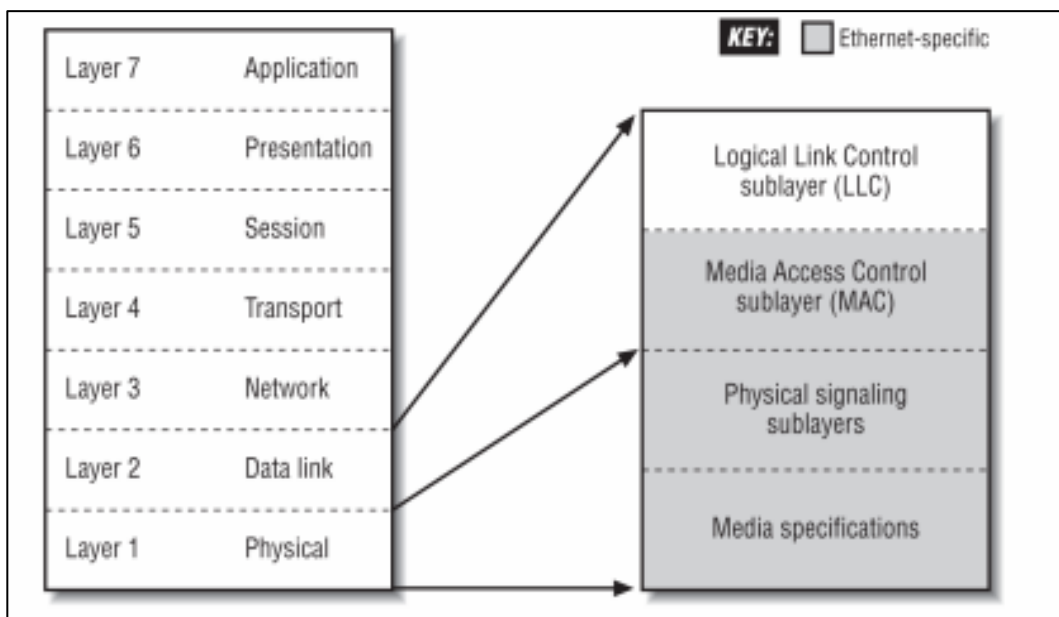 KEY: Ethernet-specific
Layer 7 Application
Layer 6 Presentation
Layer 5 Session
Layer 4 Transport
Layer 3 Network
Layer 2 Data link
Layer 1 Physical
Logical Link Control
sublayer (LLC)
Media Access Control
sublayer (MAC)
Physical signaling
sublayers
Media specifications